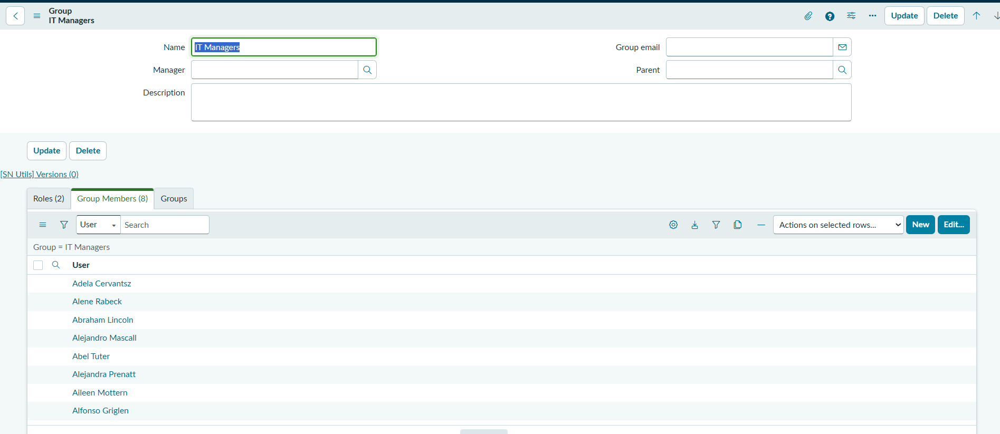 Group
IT Managers
Update
Delete
Name
IT Managers
Group email
Manager
Parent
Description
Update
Delete
[SN Utils] Versions (0)
Roles (2)
Group Members (8)
Groups
User
Search
Actions on selected rows...
New
Edit...
Group = IT Managers
User
Adela Cervantsz
Alene Rabeck
Abraham Lincoln
Alejandro Mascall
Abel Tuter
Alejandra Prenatt
Aileen Mottern
Alfonso Griglen